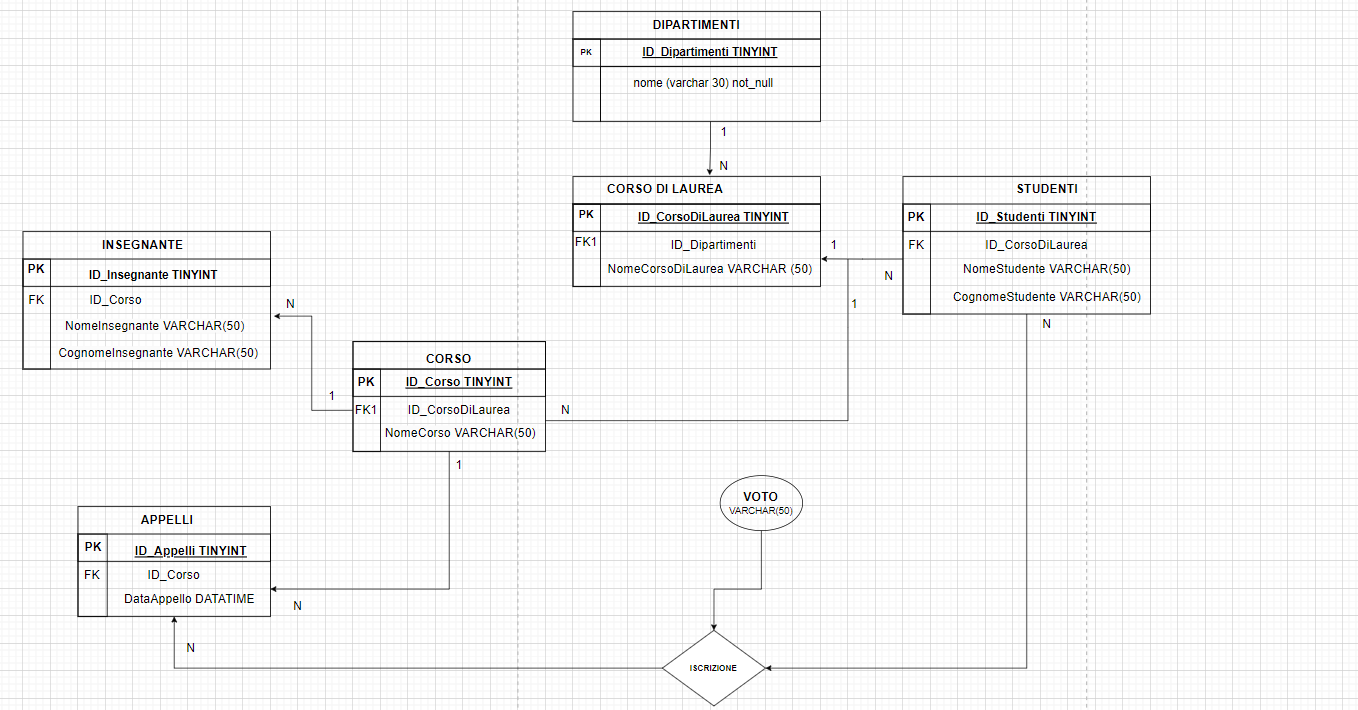 DIPARTIMENTI
PK
ID_Dipartimenti TINYINT
nome (varchar 30) not_null
1
N
CORSO DI LAUREA
PK
ID_CorsoDiLaurea TINYINT
FK1
ID_Dipartimenti
NomeCorsoDiLaurea VARCHAR (50)
STUDENTI
PK
ID_Studenti TINYINT
FK
ID_CorsoDiLaurea
NomeStudente VARCHAR(50)
CognomeStudente VARCHAR(50)
1
N
1
N
INSEGNANTE
PK
ID_Insegnante TINYINT
FK
ID_Corso
NomeInsegnante VARCHAR(50)
CognomeInsegnante VARCHAR(50)
N
1
CORSO
PK
ID_Corso TINYINT
FK1
ID_CorsoDiLaurea
NomeCorso VARCHAR(50)
N
1
APPELLI
PK
ID_Appelli TINYINT
FK
ID_Corso
DataAppello DATATIME
N
N
VOTO
VARCHAR(50)
ISCRIZIONE